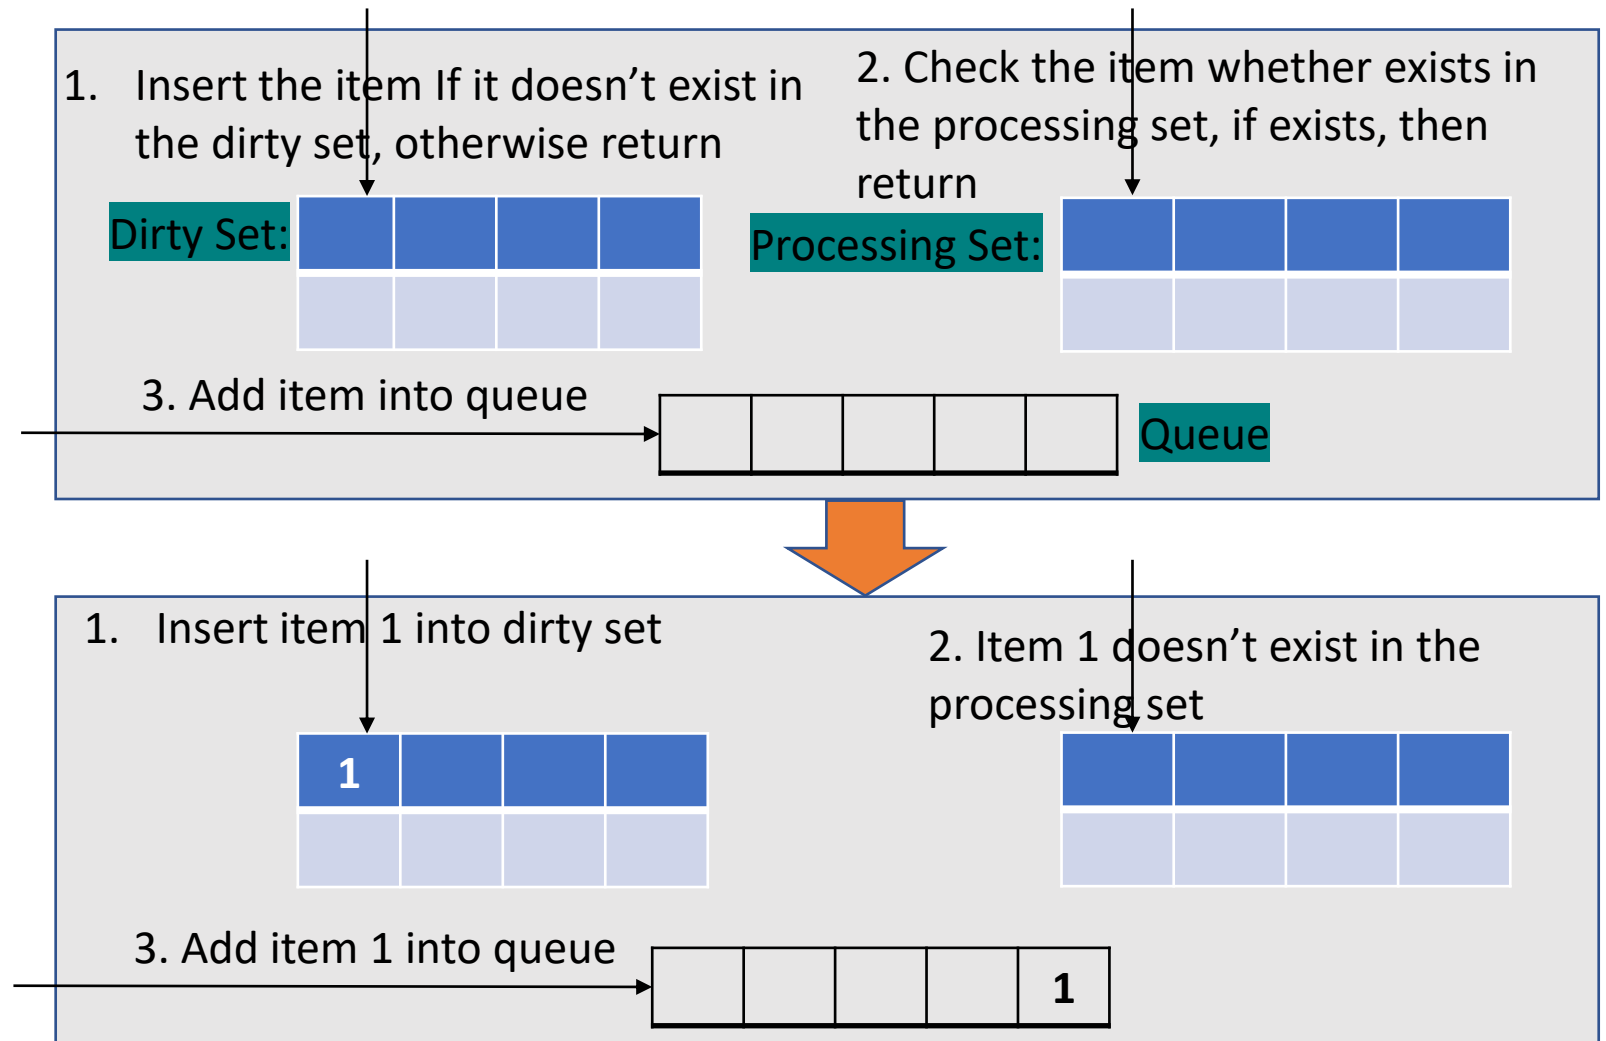 1. Insert the item If it doesn’t exist in
the dirty set, otherwise return
2. Check the item whether exists in
the processing set, if exists, then
return
Dirty Set:
Processing Set:
3. Add item into queue
Queue
1. Insert item 1 into dirty set
2. Item 1 doesn’t exist in the
processing set
1
3. Add item 1 into queue
1